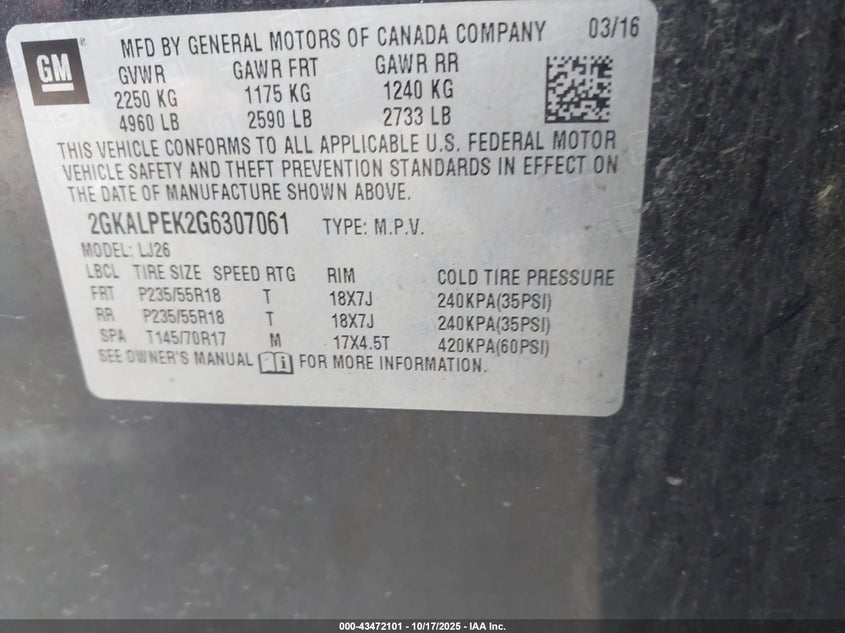 GM ®
MFD BY GENERAL MOTORS OF CANADA COMPANY 03/16
GVWR GAWR FRT GAWR RR
2250 KG 1175 KG 1240 KG
4960 LB 2590 LB 2733 LB
THIS VEHICLE CONFORMS TO ALL APPLICABLE U.S. FEDERAL MOTOR
VEHICLE SAFETY AND THEFT PREVENTION STANDARDS IN EFFECT ON
THE DATE OF MANUFACTURE SHOWN ABOVE.
2GKALPEK2G6307061 TYPE: M.P.V.
MODEL: LJ26
LBCL TIRE SIZE SPEED RTG RIM COLD TIRE PRESSURE
FRT P235/55R18 T 18X7J 240KPA(35PSI)
RR P235/55R18 T 18X7J 240KPA(35PSI)
SPA T145/70R17 M 17X4.5T 420KPA(60PSI)
SEE OWNER'S MANUAL i FOR MORE INFORMATION.
000-43472101 - 10/17/2025 - IAA Inc.